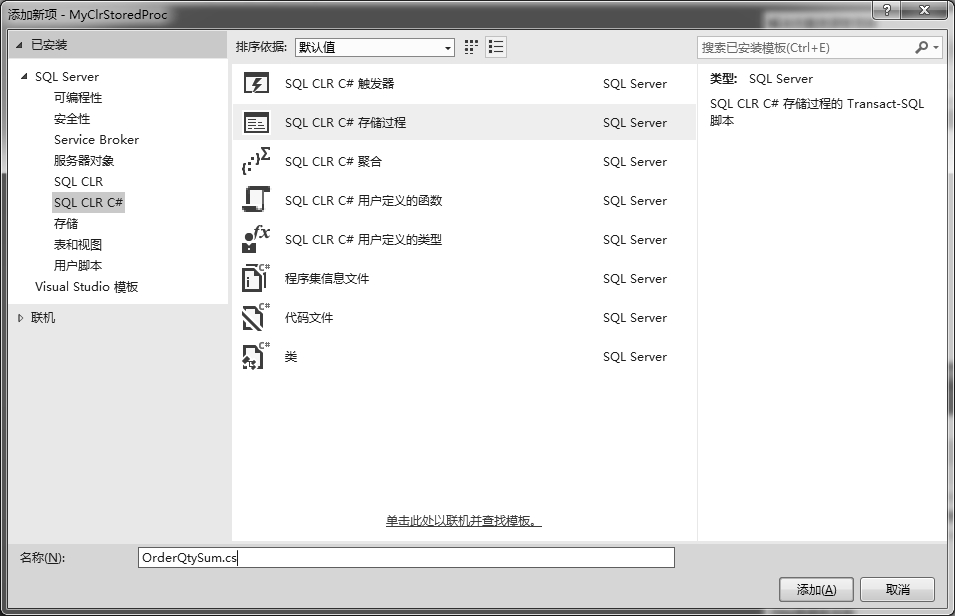 添加新项 - MyClrStoredProc
已安装
SQL Server
可编程性
安全性
Service Broker
服务器对象
SQL CLR
SQL CLR C#
存储
表和视图
用户脚本
Visual Studio 模板
联机
排序依据: 默认值
SQL CLR C# 触发器 SQL Server
SQL CLR C# 存储过程 SQL Server
SQL CLR C# 聚合 SQL Server
SQL CLR C# 用户定义的函数 SQL Server
SQL CLR C# 用户定义的类型 SQL Server
C# 程序集信息文件 SQL Server
C# 代码文件 SQL Server
C# 类 SQL Server
单击此处以联机并查找模板。
搜索已安装模板(Ctrl+E)
类型: SQL Server
SQL CLR C# 存储过程的 Transact-SQL
脚本
名称(N): OrderQtySum.cs
添加(A) 取消